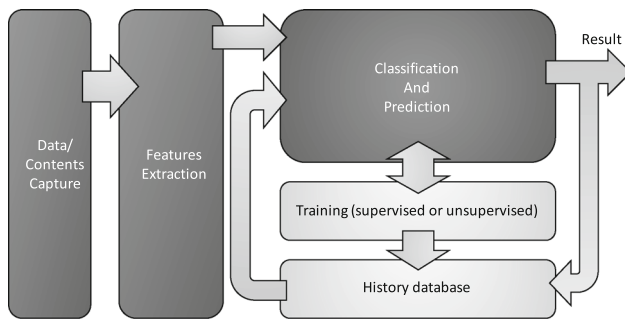 Data/
Contents
Capture
Features
Extraction
Classification
And
Prediction
Result
Training (supervised or unsupervised)
History database